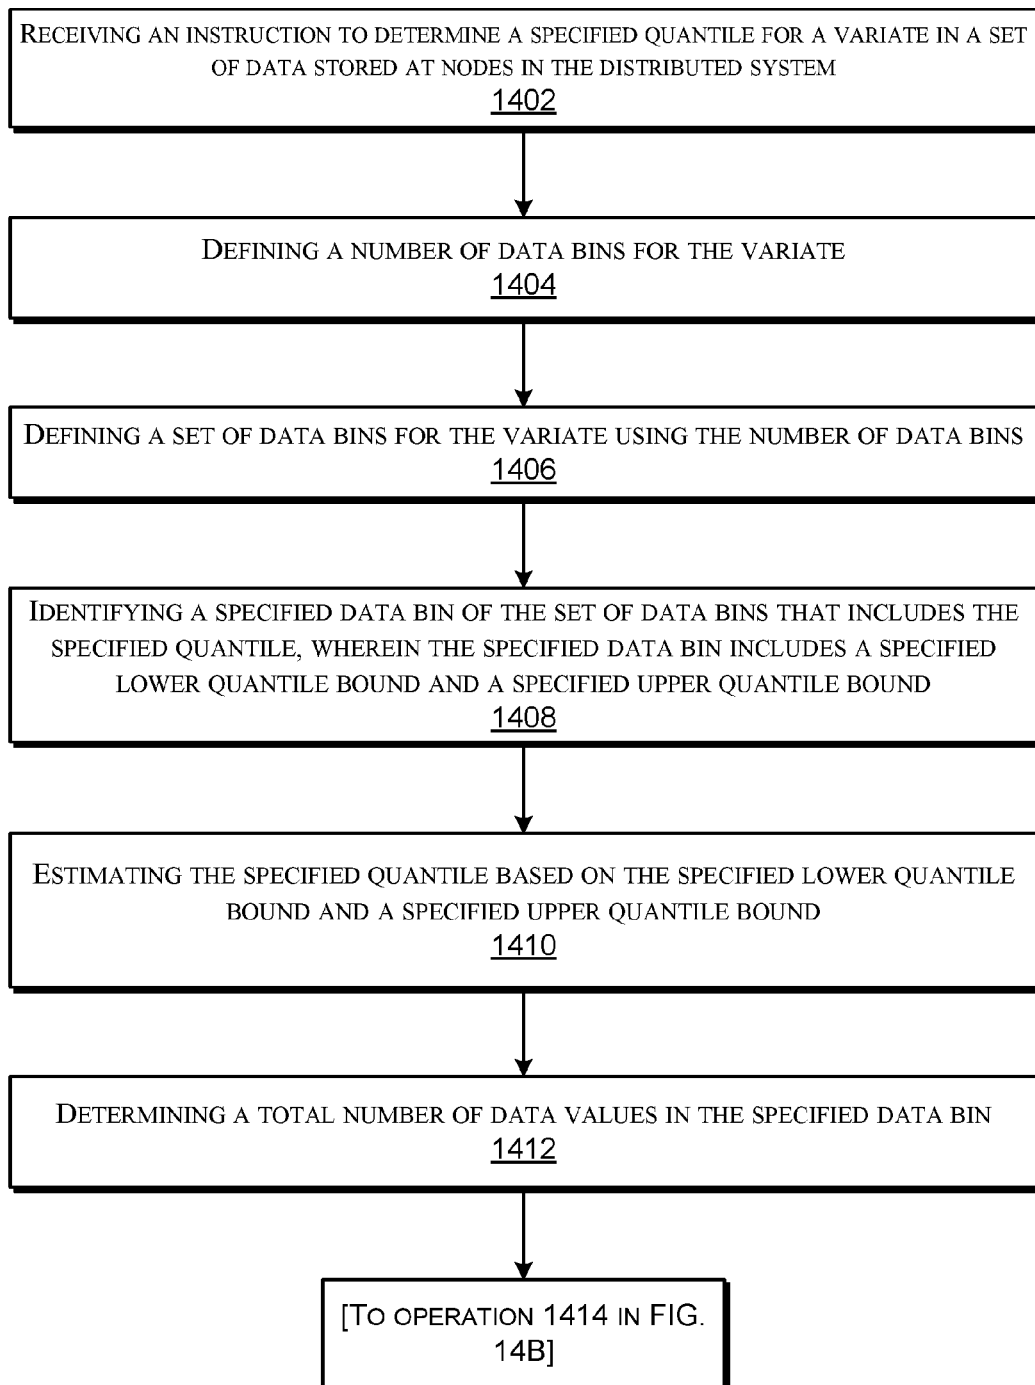 RECEIVING AN INSTRUCTION TO DETERMINE A SPECIFIED QUANTILE FOR A VARIATE IN A SET
OF DATA STORED AT NODES IN THE DISTRIBUTED SYSTEM
1402
DEFINING A NUMBER OF DATA BINS FOR THE VARIATE
1404
DEFINING A SET OF DATA BINS FOR THE VARIATE USING THE NUMBER OF DATA BINS
1406
IDENTIFYING A SPECIFIED DATA BIN OF THE SET OF DATA BINS THAT INCLUDES THE
SPECIFIED QUANTILE, WHEREIN THE SPECIFIED DATA BIN INCLUDES A SPECIFIED
LOWER QUANTILE BOUND AND A SPECIFIED UPPER QUANTILE BOUND
1408
ESTIMATING THE SPECIFIED QUANTILE BASED ON THE SPECIFIED LOWER QUANTILE
BOUND AND A SPECIFIED UPPER QUANTILE BOUND
1410
DETERMINING A TOTAL NUMBER OF DATA VALUES IN THE SPECIFIED DATA BIN
1412
[TO OPERATION 1414 IN FIG.
14B]